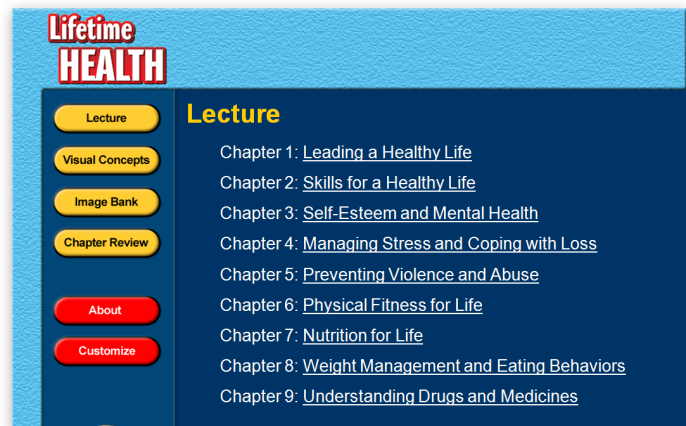 Lifetime
HEALTH
Lecture
Visual Concepts
Image Bank
Chapter Review
About
Customize
Lecture
Chapter 1: Leading a Healthy Life
Chapter 2: Skills for a Healthy Life
Chapter 3: Self-Esteem and Mental Health
Chapter 4: Managing Stress and Coping with Loss
Chapter 5: Preventing Violence and Abuse
Chapter 6: Physical Fitness for Life
Chapter 7: Nutrition for Life
Chapter 8: Weight Management and Eating Behaviors
Chapter 9: Understanding Drugs and Medicines